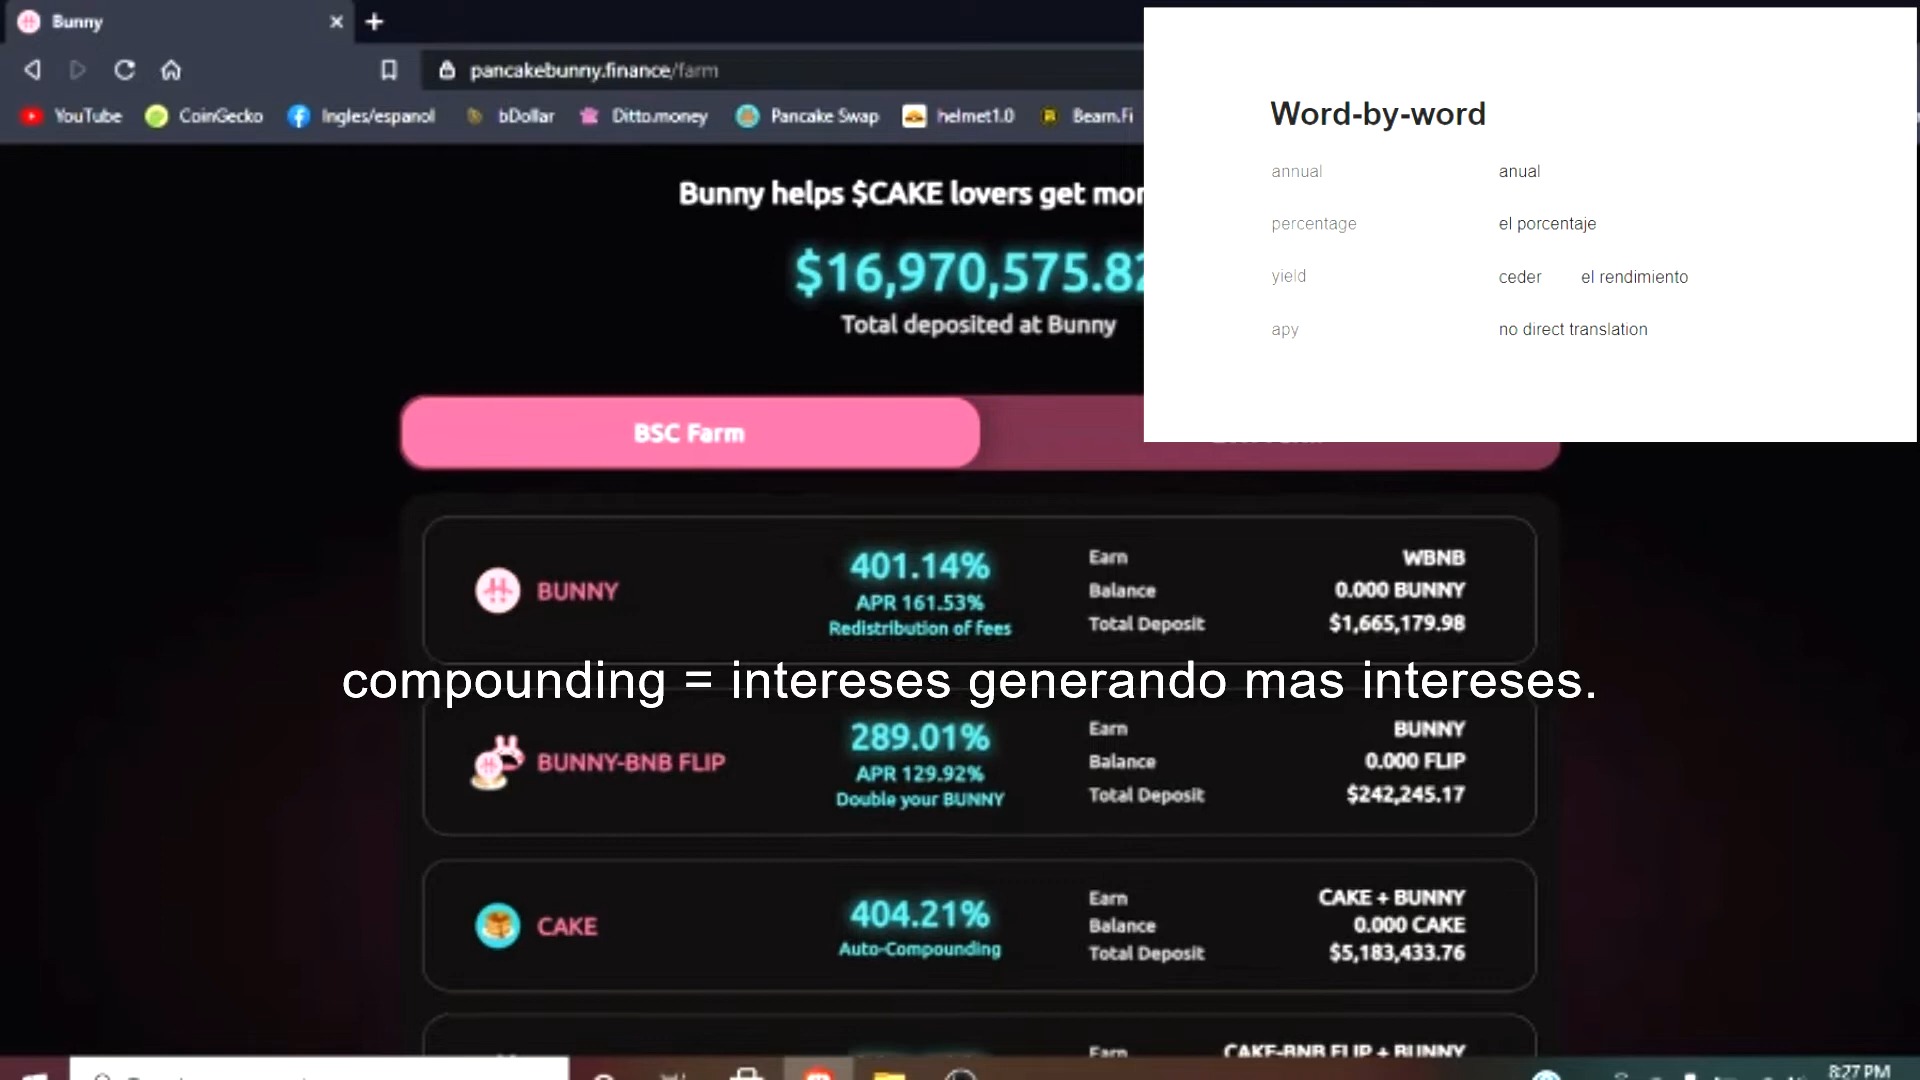 Bunny
pancakebunny.finance/farm
YouTube CoinGecko Ingles/espanol bDollar Ditto.money Pancake Swap helmet1.0 Beam.Fi
Word-by-word
annual anual
percentage el porcentaje
yield ceder el rendimiento
apy no direct translation
Bunny helps $CAKE lovers get mor
$16,970,575.82
Total deposited at Bunny
BSC Farm
BUNNY
401.14%
APR 161.53%
Redistribution of fees
Earn WBNB
Balance 0.000 BUNNY
Total Deposit $1,665,179.98
compounding = intereses generando mas intereses.
BUNNY-BNB FLIP
289.01%
APR 129.92%
Double your BUNNY
Earn BUNNY
Balance 0.000 FLIP
Total Deposit $242,245.17
CAKE
404.21%
Auto-Compounding
Earn CAKE + BUNNY
Balance 0.000 CAKE
Total Deposit $5,183,433.76
Earn CAKE-BNB FLIP + BUNNY
8:27 PM